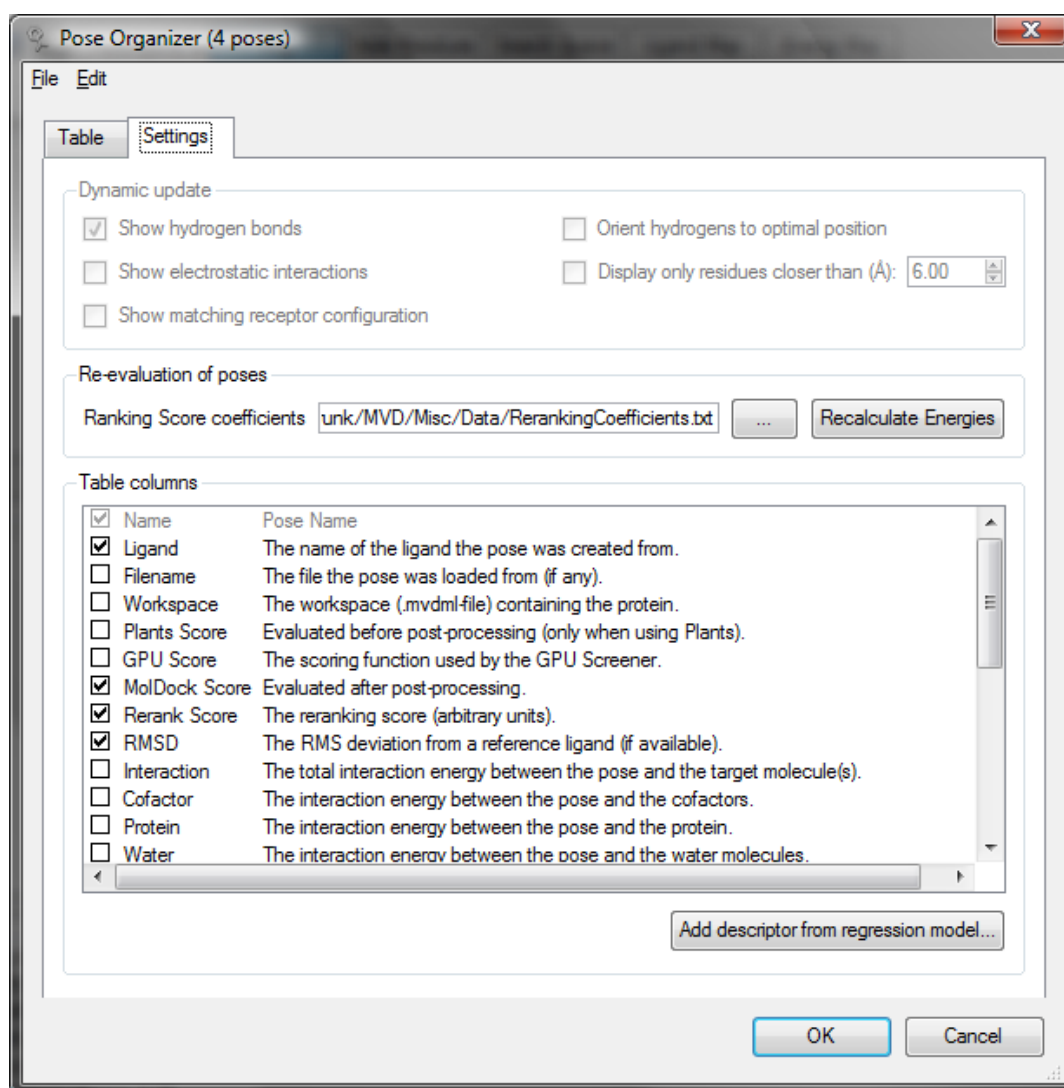 Pose Organizer (4 poses)
File Edit
Table Settings
Dynamic update
Show hydrogen bonds Orient hydrogens to optimal position
Show electrostatic interactions Display only residues closer than (Å): 6.00
Show matching receptor configuration
Re-evaluation of poses
Ranking Score coefficients unk/MVD/Misc/Data/RerankingCoefficients.txt ... Recalculate Energies
Table columns
Name Pose Name
Ligand The name of the ligand the pose was created from.
Filename The file the pose was loaded from (if any).
Workspace The workspace (.mvdml-file) containing the protein.
Plants Score Evaluated before post-processing (only when using Plants).
GPU Score The scoring function used by the GPU Screener.
MolDock Score Evaluated after post-processing.
Rerank Score The reranking score (arbitrary units).
RMSD The RMS deviation from a reference ligand (if available).
Interaction The total interaction energy between the pose and the target molecule(s).
Cofactor The interaction energy between the pose and the cofactors.
Protein The interaction energy between the pose and the protein.
Water The interaction energy between the pose and the water molecules.
Add descriptor from regression model...
OK Cancel